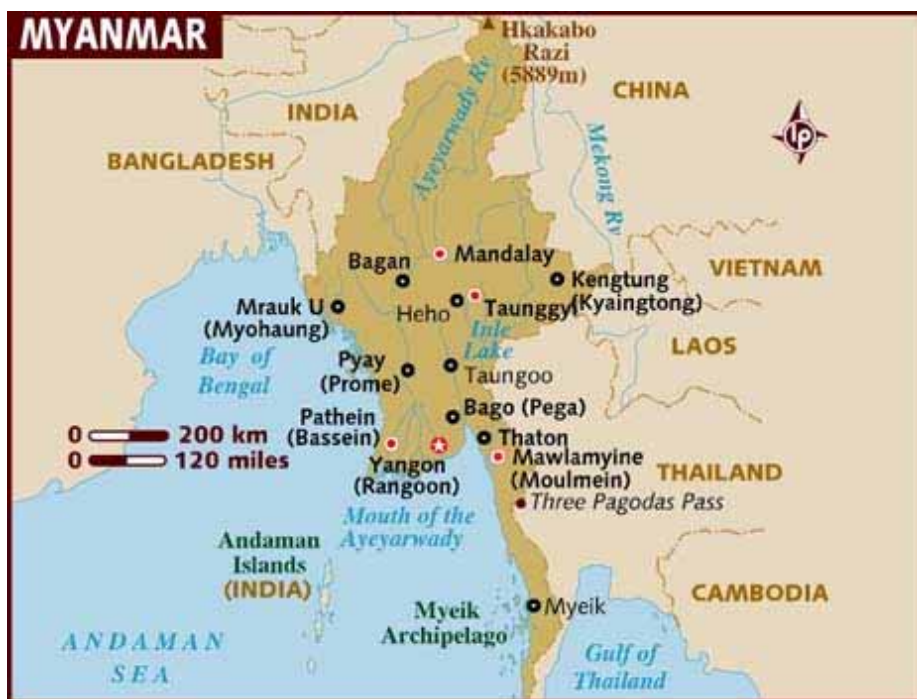 MYANMAR
Hkakabo
Razi
(5889m)
CHINA
INDIA
Ayeyarwady Rv
BANGLADESH
Mekong Rv
lp
Mandalay
Bagan
VIETNAM
Kengtung
(Kyaingtong)
Mrauk U
(Myohaung)
Heho
Taunggyi
Inle
Lake
LAOS
Bay of
Bengal
Pyay
(Prome)
Taungoo
Bago (Pega)
Pathein
(Bassein)
0 200 km
0 120 miles
Thaton
Yangon
(Rangoon)
Mawlamyine
(Moulmein)
THAILAND
Three Pagodas Pass
Mouth of the
Ayeyarwady
Andaman
Islands
(INDIA)
CAMBODIA
Myeik
Archipelago
Myeik
ANDAMAN
SEA
Gulf of
Thailand